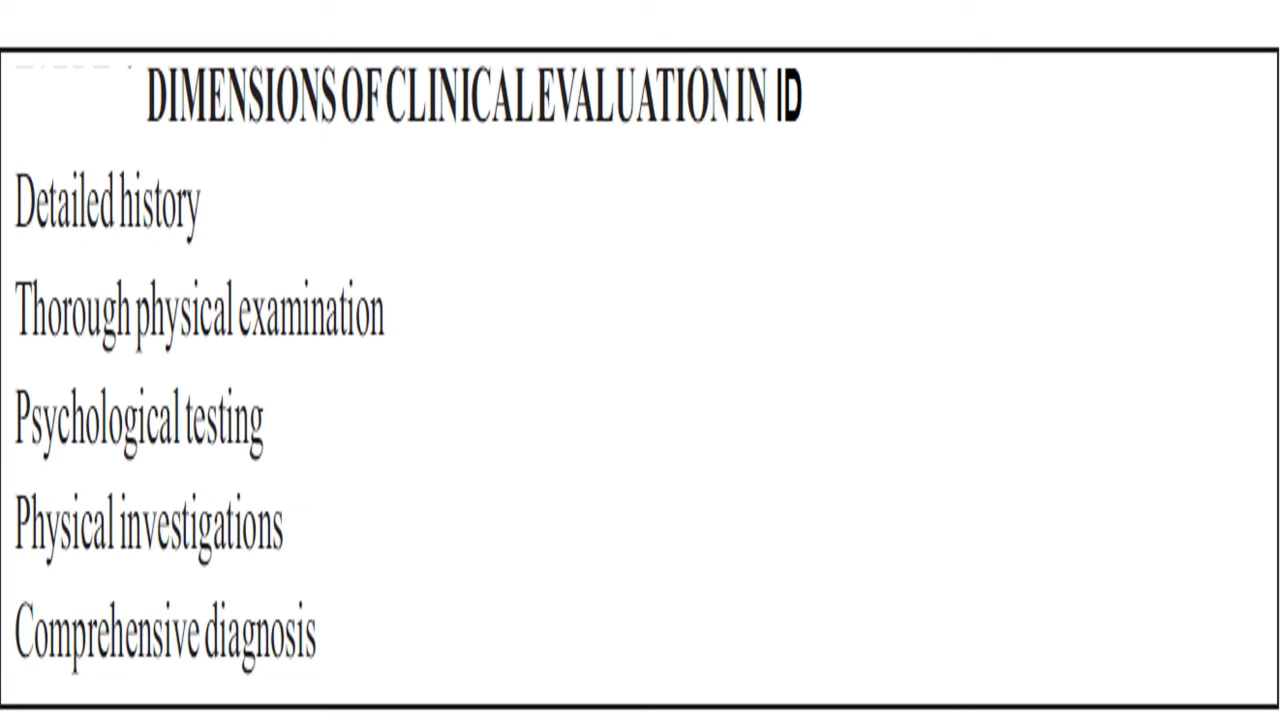 DIMENSIONS OF CLINICAL EVALUATION IN ID
Detailed history
Thorough physical examination
Psychological testing
Physical investigations
Comprehensive diagnosis